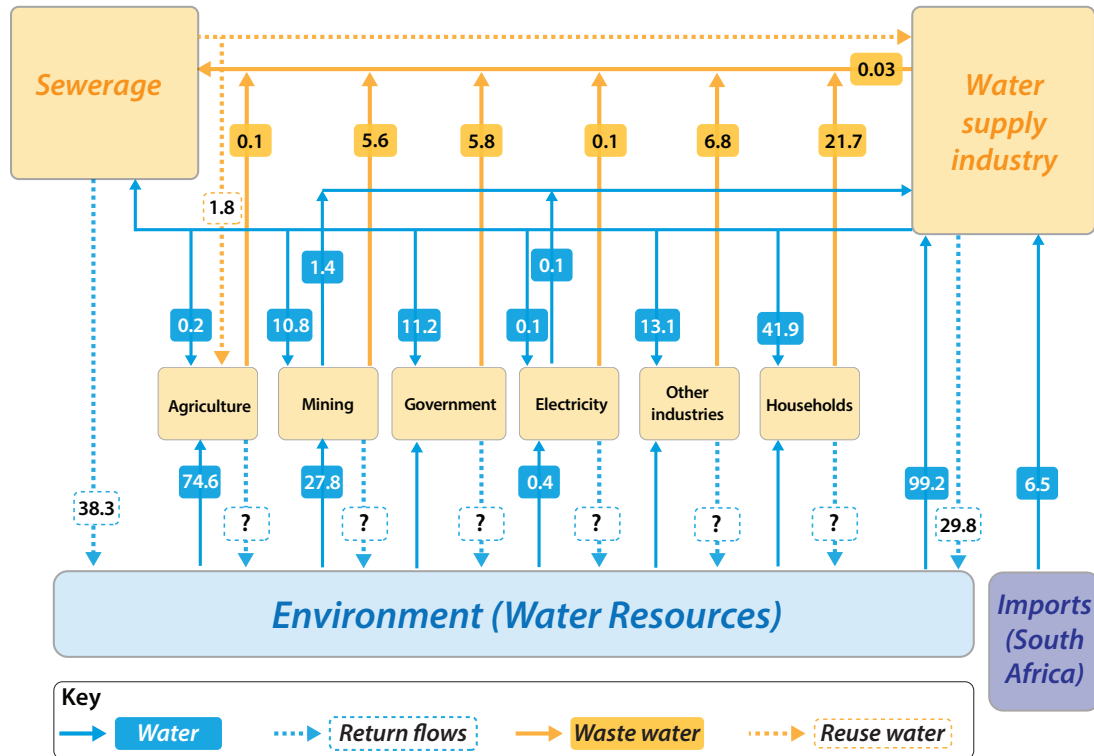 Sewerage
Water
supply
industry
0.03
0.1
5.6
5.8
0.1
6.8
21.7
1.8
1.4
0.1
0.2
10.8
11.2
0.1
13.1
41.9
Agriculture
Mining
Government
Electricity
Other
industries
Households
74.6
27.8
0.4
99.2
6.5
38.3
?
?
?
?
?
?
29.8
Environment (Water Resources)
Imports
(South
Africa)
Key
Water
Return flows
Waste water
Reuse water